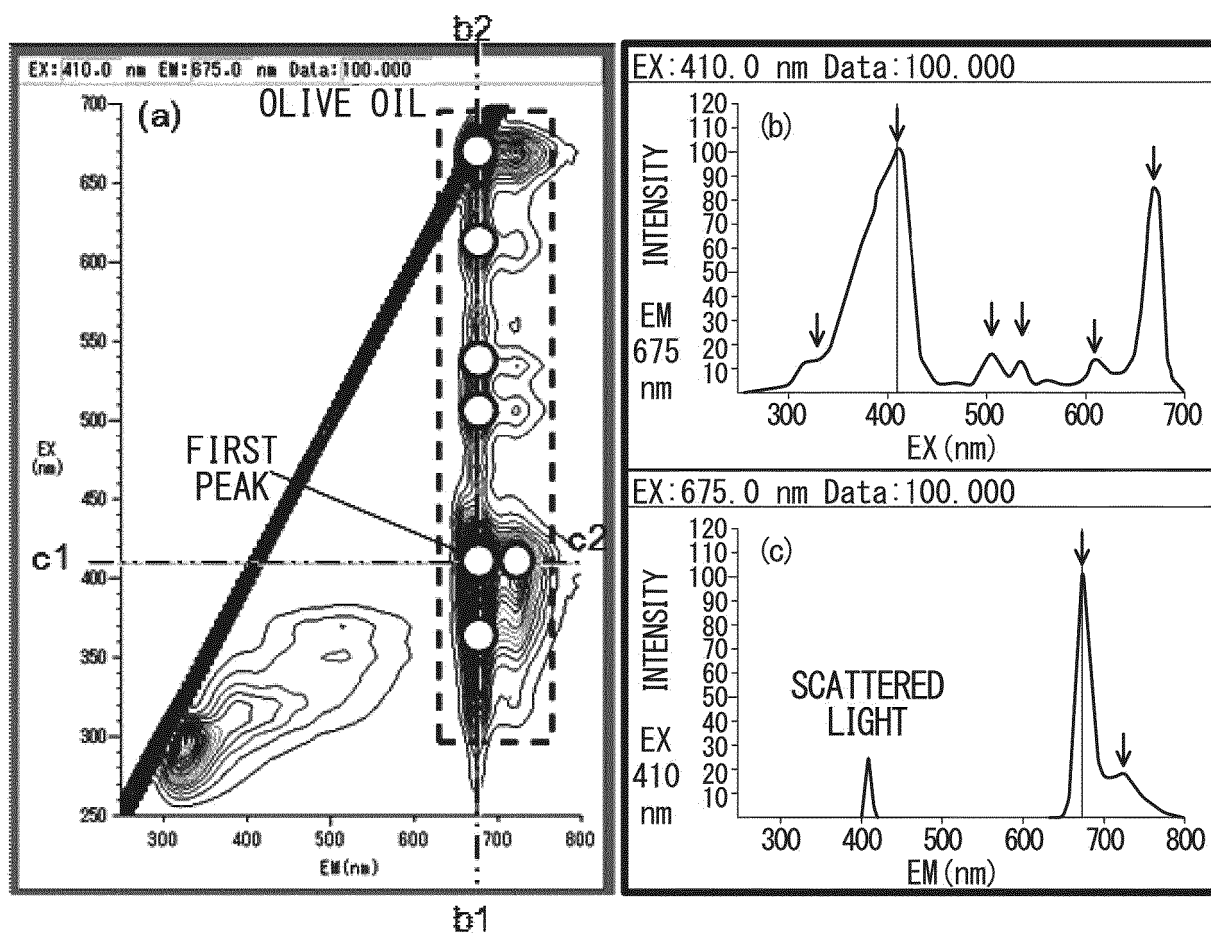 b2
EX:410.0 nm EM:675.0 nm Data:100.000
OLIVE OIL
(a)
700
650
600
550
500
450
400
350
300
250
EX
(nm)
FIRST
PEAK
c1
c2
300
400
500
600
700
800
EM(nm)
b1
EX:410.0 nm Data:100.000
(b)
INTENSITY
EM
675
nm
120
110
100
90
80
70
60
50
40
30
20
10
300
400
500
600
700
EX(nm)
EX:675.0 nm Data:100.000
(c)
INTENSITY
EX
410
nm
120
110
100
90
80
70
60
50
40
30
20
10
SCATTERED
LIGHT
300
400
500
600
700
800
EM(nm)